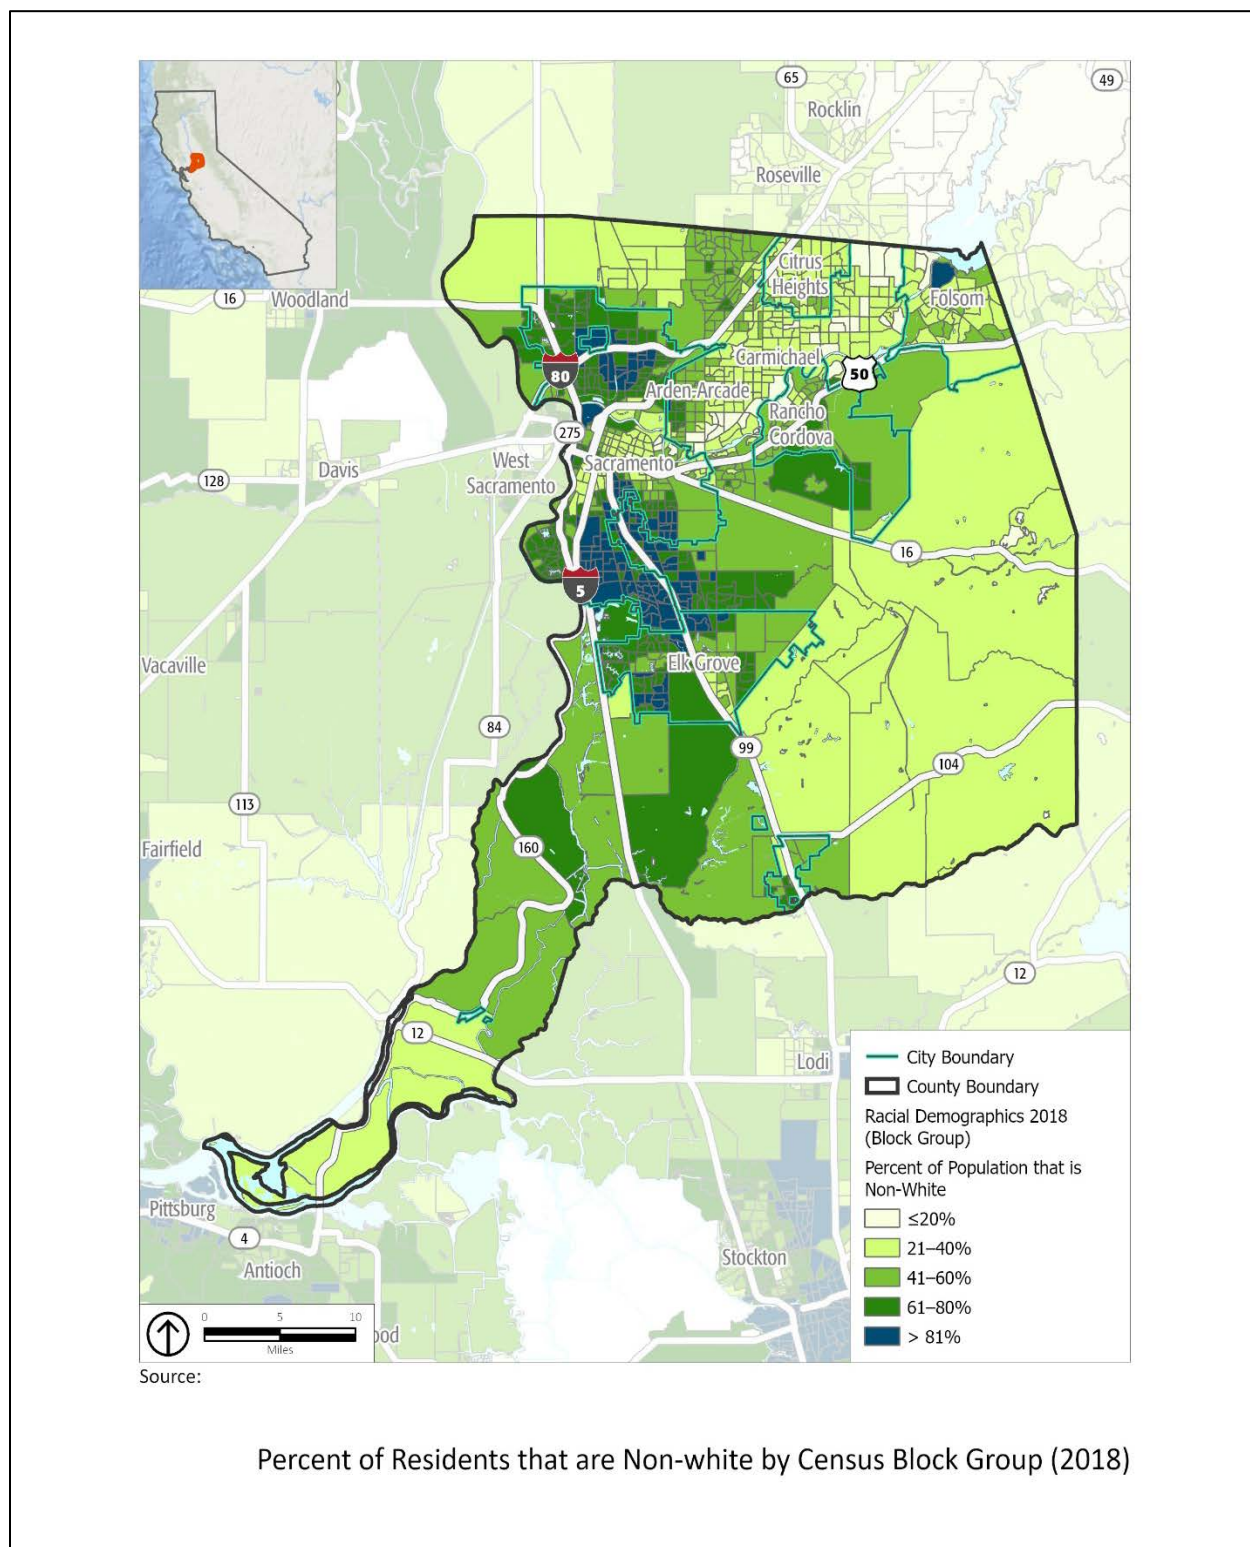 65
49
Rocklin
Roseville
Citrus
Heights
16
Woodland
Folsom
Carmichael
80
50
Arden-Arcade
Rancho
Cordova
275
West
Sacramento
Sacramento
Davis
128
16
5
Vacaville
Elk Grove
84
99
104
113
160
Fairfield
12
12
Lodi
Pittsburg
4
Antioch
Stockton
ood
City Boundary
County Boundary
Racial Demographics 2018
(Block Group)
Percent of Population that is
Non-White
≤20%
21–40%
41–60%
61–80%
> 81%
0 5 10
Miles
Source:
Percent of Residents that are Non-white by Census Block Group (2018)